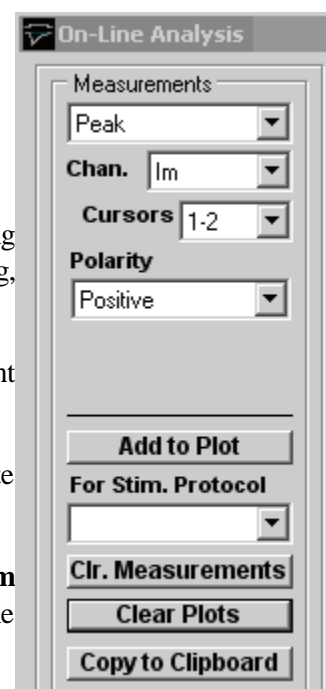 On-Line Analysis
Measurements
Peak
Chan. Im
Cursors 1-2
Polarity
Positive
Add to Plot
For Stim. Protocol
Clr. Measurements
Clear Plots
Copy to Clipboard